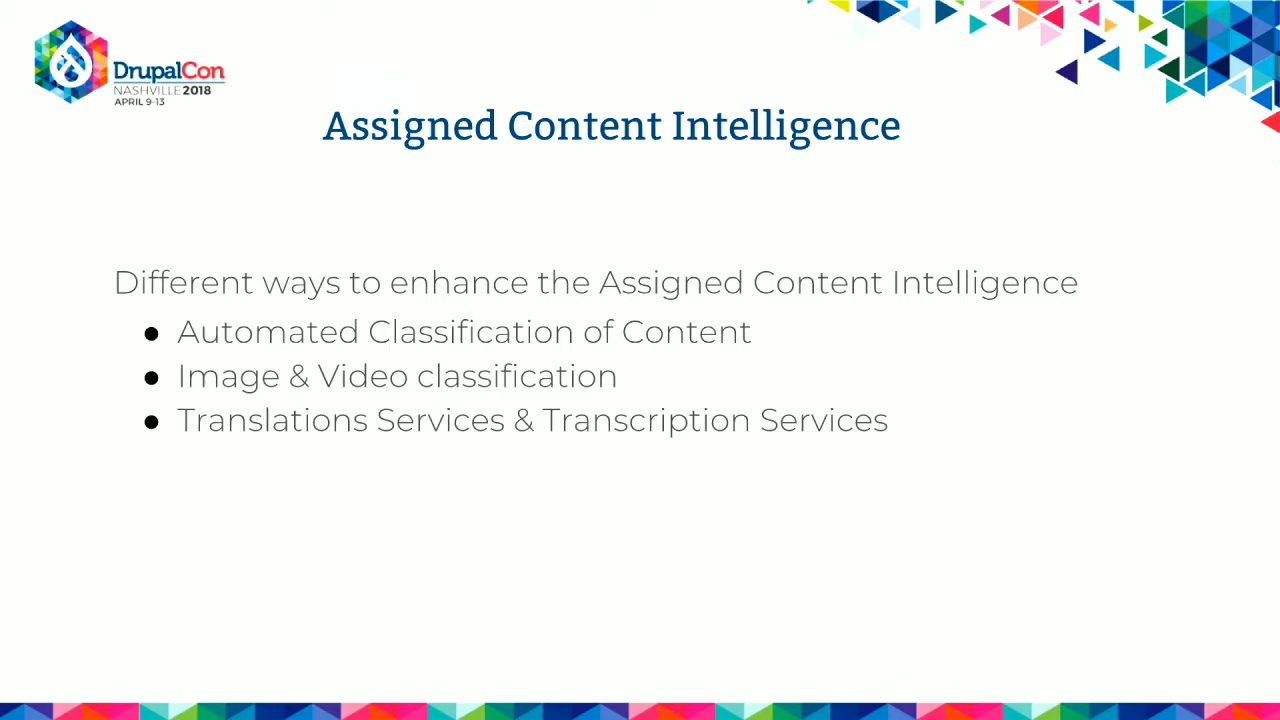 DrupalCon
NASHVILLE 2018
APRIL 9-13
Assigned Content Intelligence
Different ways to enhance the Assigned Content Intelligence
● Automated Classification of Content
● Image & Video classification
● Translations Services & Transcription Services